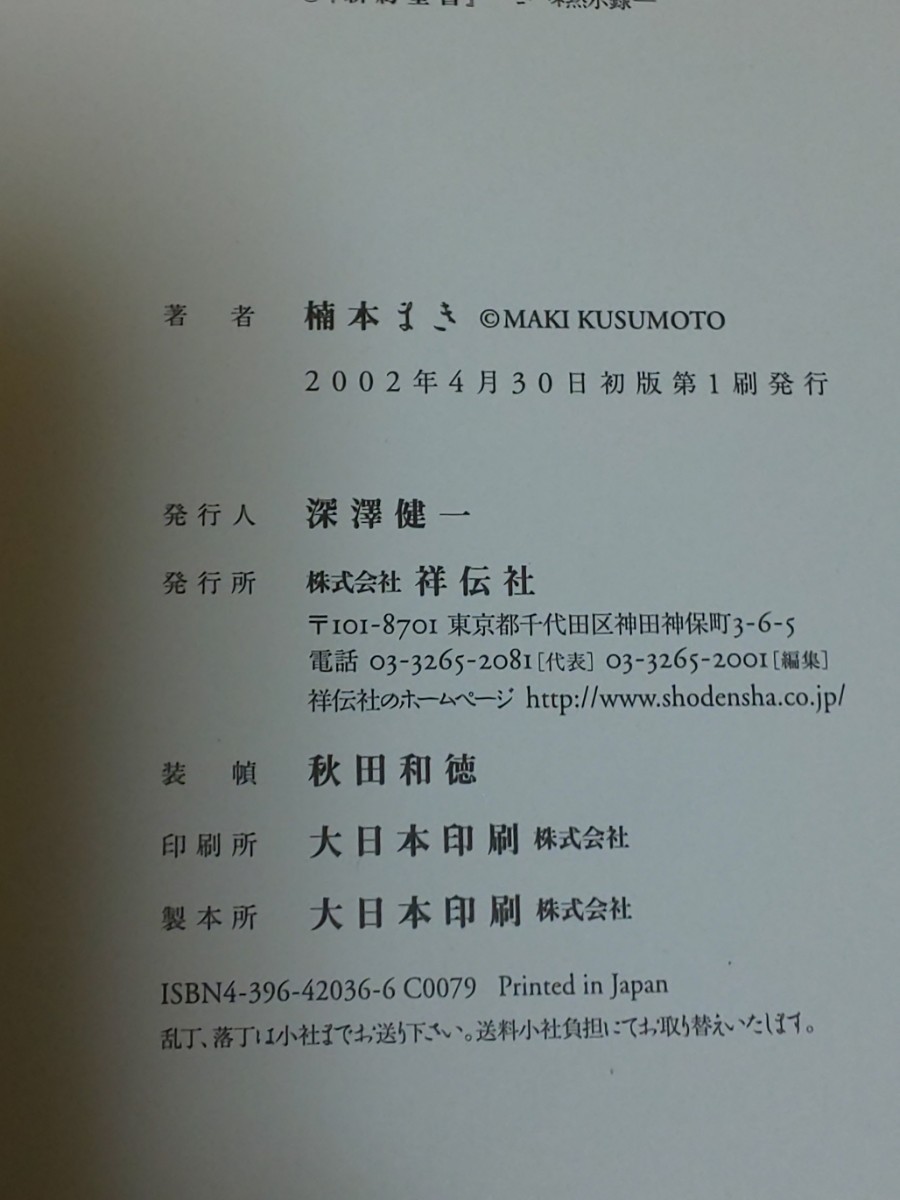 著者 楠本まき ©MAKI KUSUMOTO
2002年4月30日初版第1刷発行
発行人 深澤健一
発行所 株式会社 祥伝社
〒101-8701 東京都千代田区神田神保町3-6-5
電話 03-3265-2081[代表] 03-3265-2001[編集]
祥伝社のホームページ http://www.shodensha.co.jp/
装幀 秋田和徳
印刷所 大日本印刷 株式会社
製本所 大日本印刷 株式会社
ISBN4-396-42036-6 C0079 Printed in Japan
乱丁、落丁は小社までお送り下さい。送料小社負担にてお取り替えいたします。